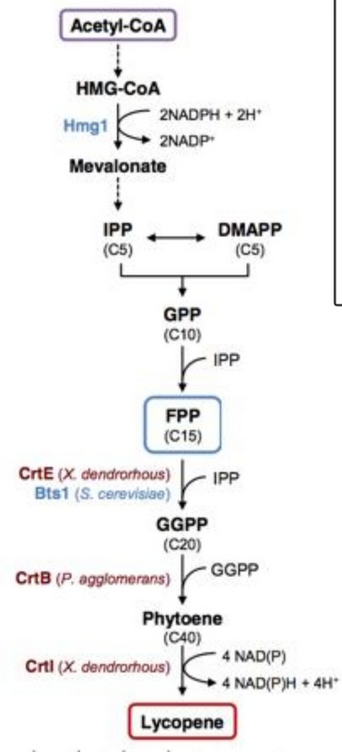 Acetyl-CoA
HMG-CoA
2NADPH + 2H⁺
Hmg1
2NADP⁺
Mevalonate
IPP DMAPP
(C5) (C5)
GPP
(C10)
IPP
FPP
(C15)
CrtE (X. dendrorhous)
IPP
Bts1 (S. cerevisiae)
GGPP
(C20)
GGPP
CrtB (P. agglomerans)
Phytoene
(C40)
4 NAD(P)
CrtI (X. dendrorhous)
4 NAD(P)H + 4H⁺
Lycopene